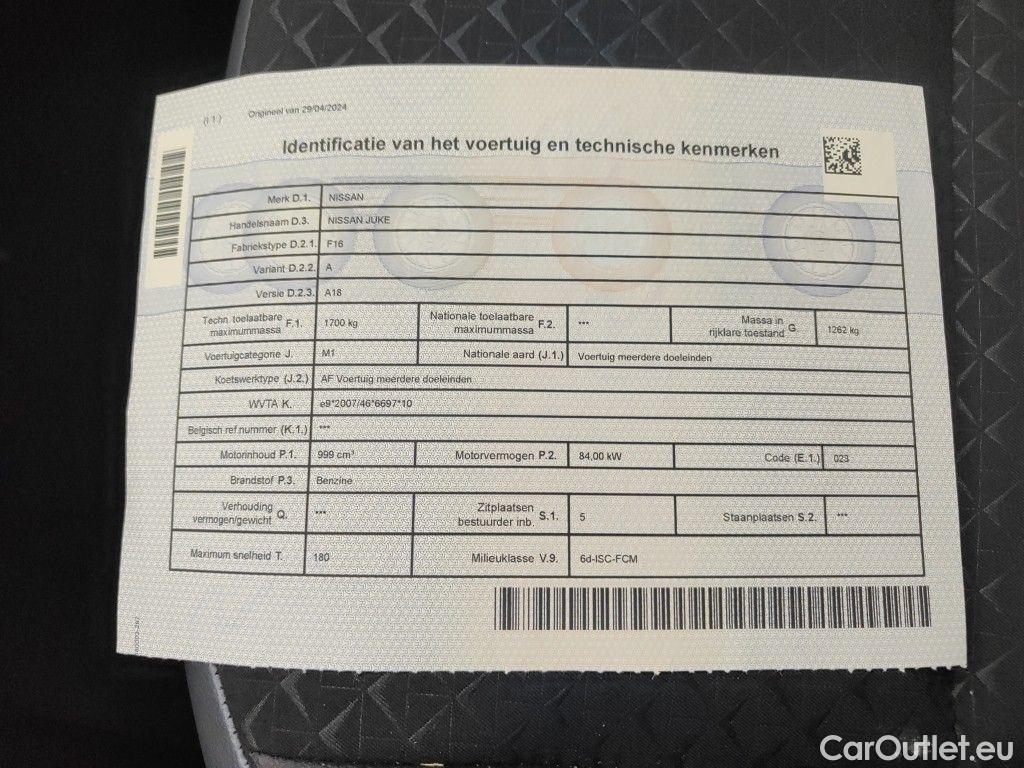 (I 1.) Origineel van 29/04/2024
Identificatie van het voertuig en technische kenmerken
Merk D.1. NISSAN
Handelsnaam D.3. NISSAN JUKE
Fabriekstype D.2.1. F16
Variant D.2.2. A
Versie D.2.3. A18
Techn. toelaatbare maximummassa F.1. 1700 kg Nationale toelaatbare maximummassa F.2. *** Massa in rijklare toestand G. 1262 kg
Voertuigcategorie J. M1 Nationale aard (J.1.) Voertuig meerdere doeleinden
Koetswerktype (J.2.) AF Voertuig meerdere doeleinden
WVTA K. e9*2007/46*6697*10
Belgisch ref.nummer (K.1.) ***
Motorinhoud P.1. 999 cm³ Motorvermogen P.2. 84,00 kW Code (E.1.) 023
Brandstof P.3. Benzine
Verhouding vermogen/gewicht Q. *** Zitplaatsen bestuurder inb. S.1. 5 Staanplaatsen S.2. ***
Maximum snelheid T. 180 Milieuklasse V.9. 6d-ISC-FCM
CarOutlet.eu